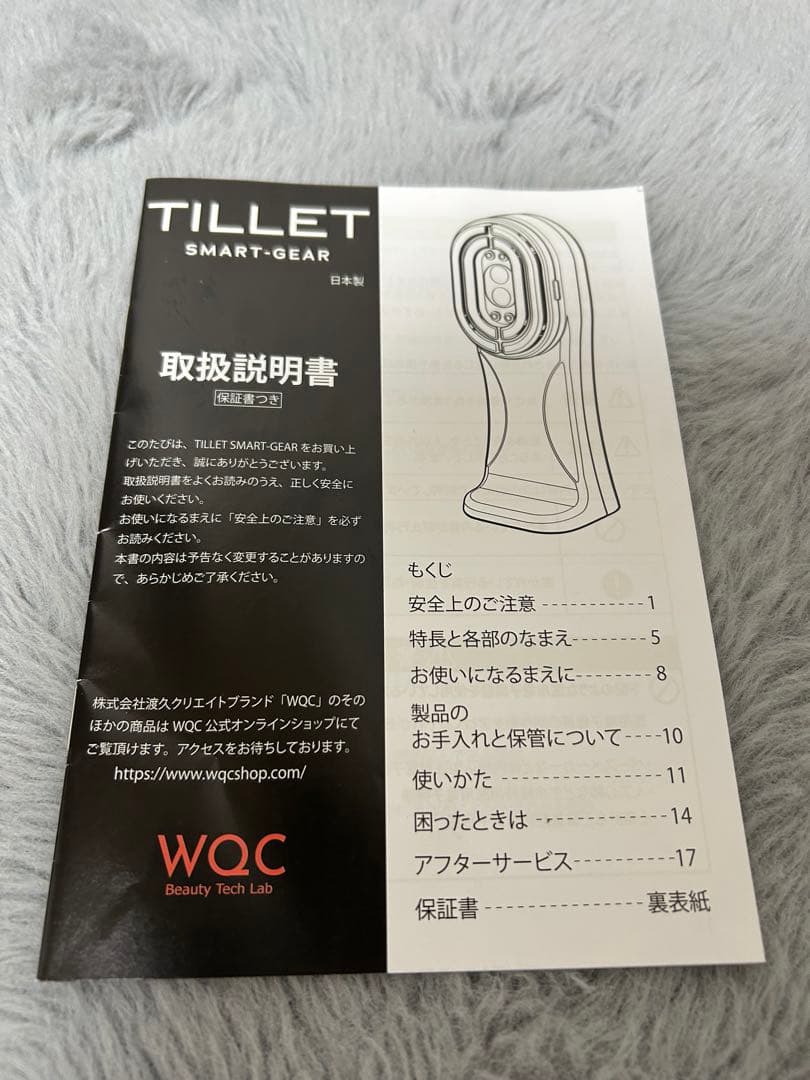 TILLET
SMART-GEAR
日本製
取扱説明書
保証書つき
このたびは、TILLET SMART-GEAR をお買い上
げいただき、誠にありがとうございます。
取扱説明書をよくお読みのうえ、正しく安全に
お使いください。
お使いになるまえに「安全上のご注意」を必ず
お読みください。
本書の内容は予告なく変更することがありますの
で、あらかじめご了承ください。
株式会社渡久クリエイトブランド「WQC」のその
ほかの商品は WQC 公式オンラインショップにて
ご覧頂けます。アクセスをお待ちしております。
https://www.wqcshop.com/
WQC
Beauty Tech Lab
もくじ
安全上のご注意 -----------1
特長と各部のなまえ--------5
お使いになるまえに---------8
製品の
お手入れと保管について----10
使いかた ----------------11
困ったときは -------------14
アフターサービス----------17
保証書 ---------------裏表紙